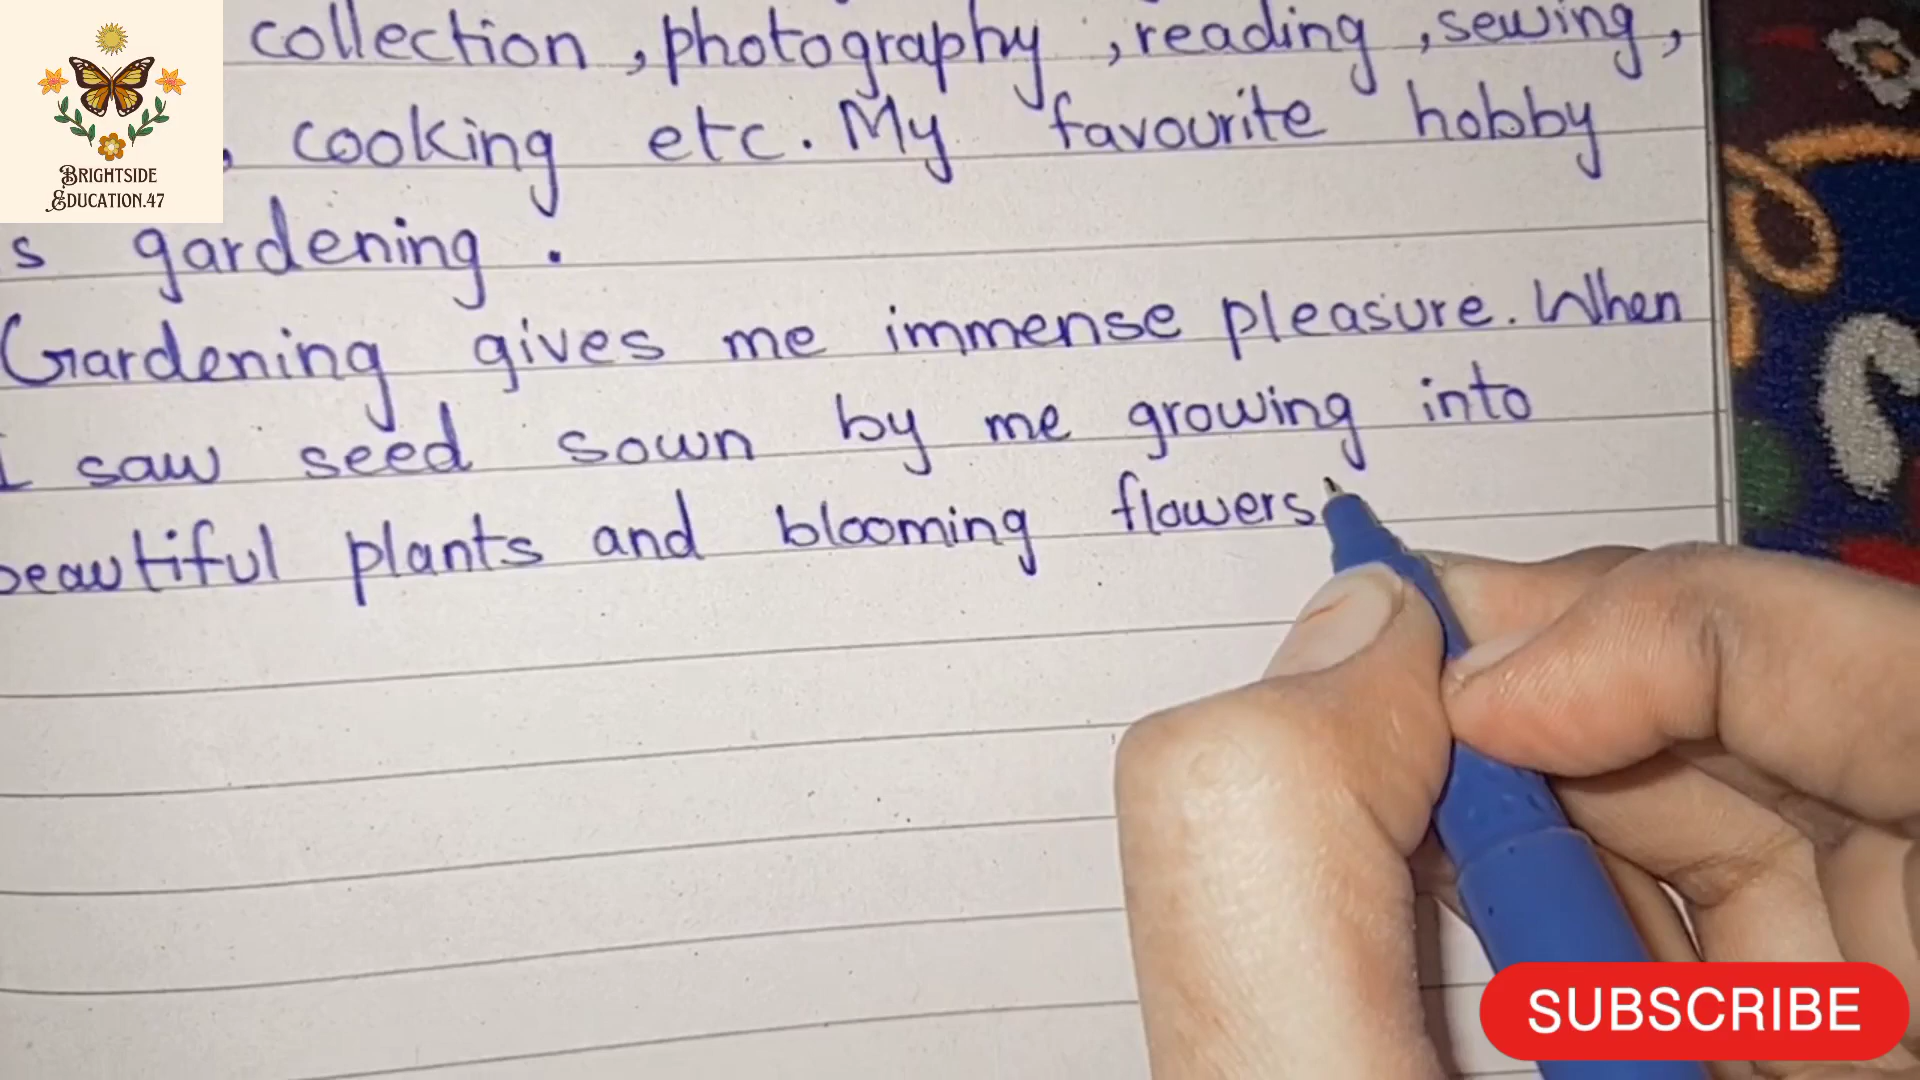 BRIGHTSIDE
EDUCATION.47
collection, photography, reading, sewing,
, cooking etc. My favourite hobby
s gardening.
Gardening gives me immense pleasure. When
I saw seed sown by me growing into
beautiful plants and blooming flowers
SUBSCRIBE